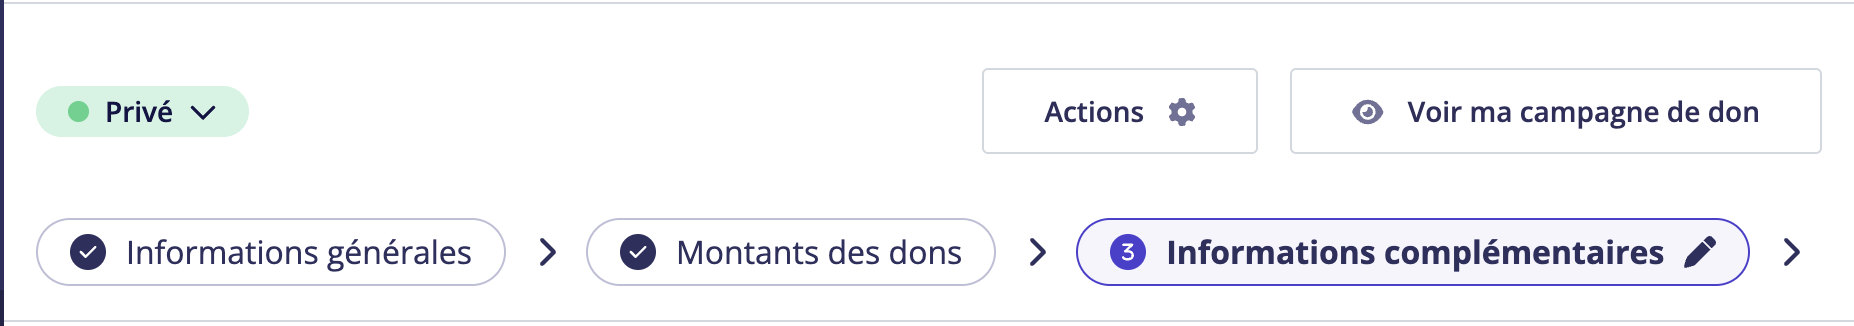 Privé
Actions
Voir ma campagne de don
Informations générales
Montants des dons
3 Informations complémentaires